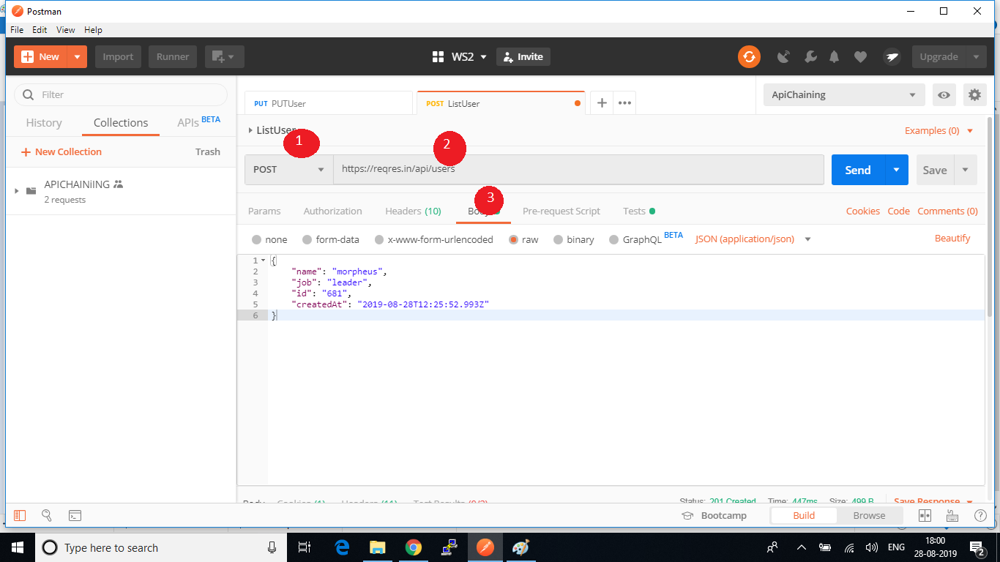 Postman
File Edit View Help
New Import Runner WS2 Invite Upgrade
Filter
History Collections APIs BETA
+ New Collection Trash
APICHAINiING
2 requests
PUT PUTUser POST ListUser ApiChaining
ListUser Examples (0)
1 2
POST https://reqres.in/api/users Send Save
3
Params Authorization Headers (10) Body Pre-request Script Tests Cookies Code Comments (0)
none form-data x-www-form-urlencoded raw binary GraphQL BETA JSON (application/json) Beautify
1 {
2 "name": "morpheus",
3 "job": "leader",
4 "id": "681",
5 "createdAt": "2019-08-28T12:25:52.993Z"
6 }
Body Cookies (1) Headers (11) Test Results (0/2) Status: 201 Created Time: 447ms Size: 499 B Save Response
Bootcamp Build Browse
Type here to search ENG 18:00
28-08-2019 2